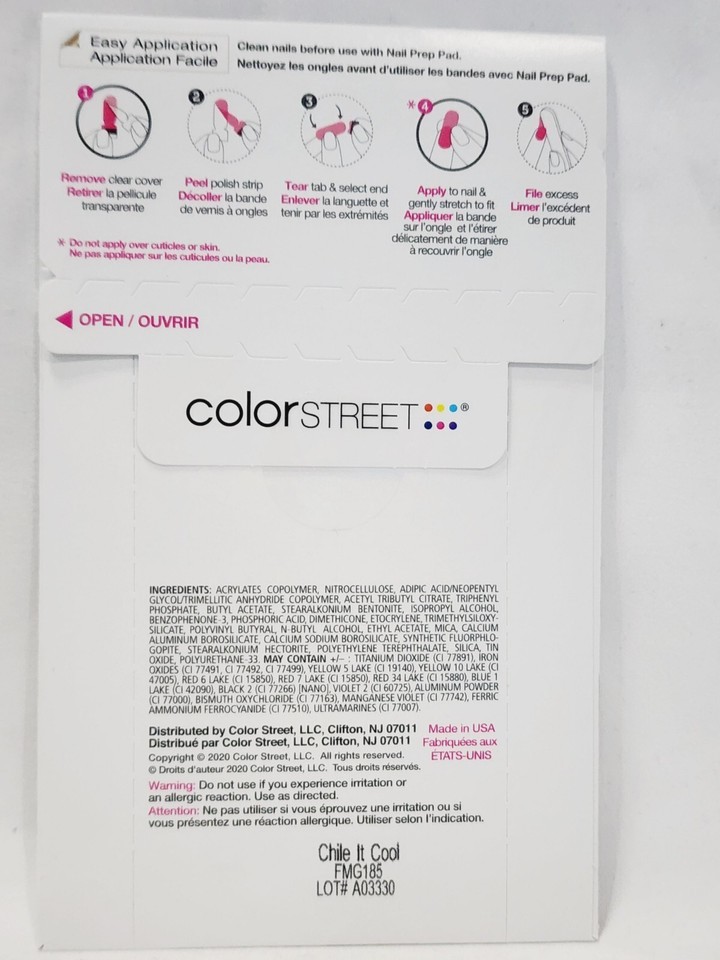 Easy Application
Application Facile
Clean nails before use with Nail Prep Pad.
Nettoyez les ongles avant d'utiliser les bandes avec Nail Prep Pad.
1
Remove clear cover
Retirer la pellicule
transparente
2
Peel polish strip
Décoller la bande
de vernis à ongles
3
Tear tab & select end
Enlever la languette et
tenir par les extrémités
* 4
Apply to nail &
gently stretch to fit
Appliquer la bande
sur l'ongle et l'étirer
délicatement de manière
à recouvrir l'ongle
5
File excess
Limer l'excédent
de produit
* Do not apply over cuticles or skin.
Ne pas appliquer sur les cuticules ou la peau.
OPEN / OUVRIR
colorSTREET ®
INGREDIENTS: ACRYLATES COPOLYMER, NITROCELLULOSE, ADIPIC ACID/NEOPENTYL
GLYCOL/TRIMELLITIC ANHYDRIDE COPOLYMER, ACETYL TRIBUTYL CITRATE, TRIPHENYL
PHOSPHATE, BUTYL ACETATE, STEARALKONIUM BENTONITE, ISOPROPYL ALCOHOL,
BENZOPHENONE-3, PHOSPHORIC ACID, DIMETHICONE, ETOCRYLENE, TRIMETHYLSILOXY-
SILICATE, POLYVINYL BUTYRAL, N-BUTYL ALCOHOL, ETHYL ACETATE, MICA, CALCIUM
ALUMINUM BOROSILICATE, CALCIUM SODIUM BOROSILICATE, SYNTHETIC FLUORPHLO-
GOPITE, STEARALKONIUM HECTORITE, POLYETHYLENE TEREPHTHALATE, SILICA, TIN
OXIDE, POLYURETHANE-33. MAY CONTAIN +/- : TITANIUM DIOXIDE (CI 77891), IRON
OXIDES (CI 77491, CI 77492, CI 77499), YELLOW 5 LAKE (CI 19140), YELLOW 10 LAKE (CI
47005), RED 6 LAKE (CI 15850), RED 7 LAKE (CI 15850), RED 34 LAKE (CI 15880), BLUE 1
LAKE (CI 42090), BLACK 2 (CI 77266) [NANO], VIOLET 2 (CI 60725), ALUMINUM POWDER
(CI 77000), BISMUTH OXYCHLORIDE (CI 77163), MANGANESE VIOLET (CI 77742), FERRIC
AMMONIUM FERROCYANIDE (CI 77510), ULTRAMARINES (CI 77007).
Distributed by Color Street, LLC, Clifton, NJ 07011
Distribué par Color Street, LLC, Clifton, NJ 07011
Made in USA
Fabriquées aux
ÉTATS-UNIS
Copyright © 2020 Color Street, LLC. All rights reserved.
© Droits d'auteur 2020 Color Street, LLC. Tous droits réservés.
Warning: Do not use if you experience irritation or
an allergic reaction. Use as directed.
Attention: Ne pas utiliser si vous éprouvez une irritation ou si
vous présentez une réaction allergique. Utiliser selon l'indication.
Chile It Cool
FMG185
LOT# A03330